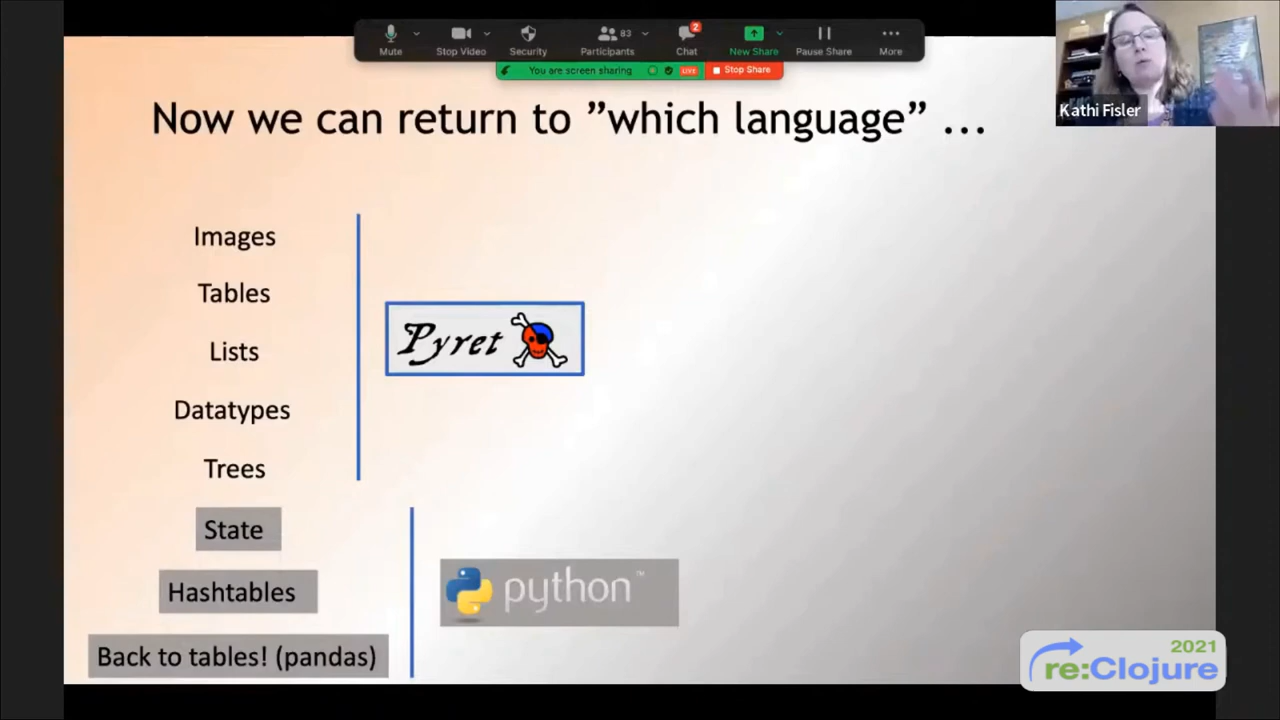 Mute
Stop Video
Security
83
Participants
2
Chat
New Share
Pause Share
More
You are screen sharing
LIVE
Stop Share
Kathi Fisler
Now we can return to ”which language” ...
Images
Tables
Lists
Datatypes
Trees
Pyret
State
Hashtables
Back to tables! (pandas)
python™
2021
re:Clojure